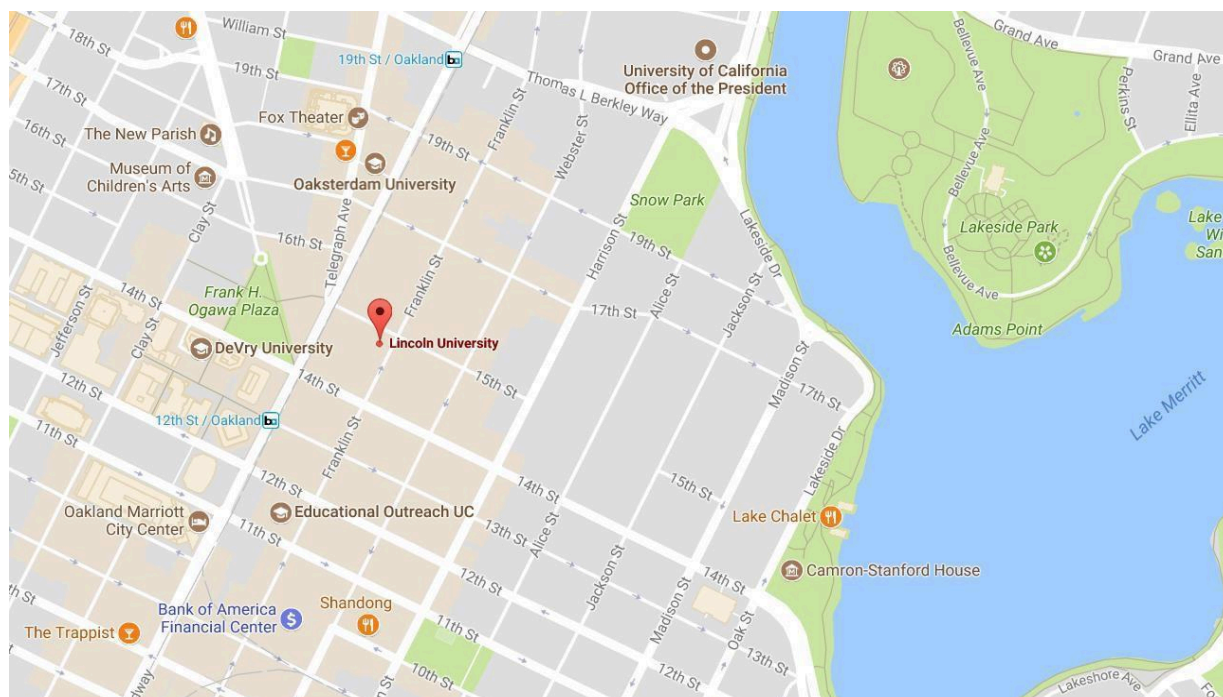 William St
18th St
19th St / Oakland
University of California
Office of the President
Grand Ave
Grand Ave
Bellevue Ave
Perkins St
Ellita Ave
17th St
19th St
Thomas L Berkley Way
Fox Theater
Franklin St
The New Parish
16th St
19th St
Webster St
Museum of
Children's Arts
Oaksterdam University
Bellevue Ave
5th St
Clay St
Snow Park
Lakeside Park
Lake
Wi
San
Telegraph Ave
16th St
Harrison St
19th St
Lakeside Dr
Bellevue Ave
Frank H.
Ogawa Plaza
14th St
Franklin St
17th St
Alice St
Jackson St
Adams Point
Jefferson St
Clay St
DeVry University
Lincoln University
Madison St
Lake Merritt
12th St
14th St
15th St
17th St
12th St / Oakland
11th St
Franklin St
Lakeside Dr
12th St
14th St
15th St
Oakland Marriott
City Center
Educational Outreach UC
Lake Chalet
11th St
13th St
Alice St
Camron-Stanford House
12th St
Jackson St
14th St
Bank of America
Financial Center
Shandong
Madison St
Oak St
The Trappist
11th St
10th St
13th St
12th St
dway
Lakeshore Ave